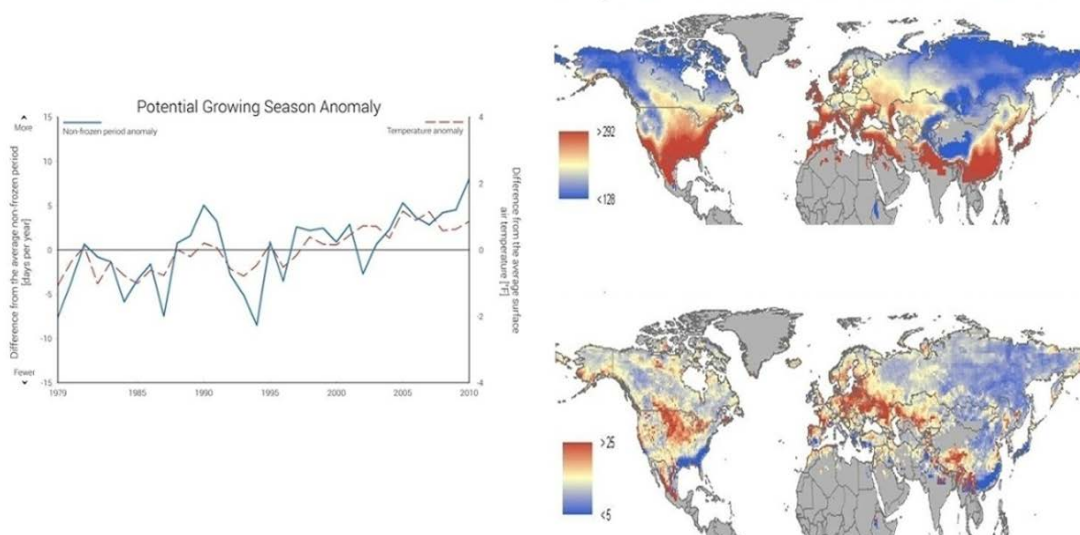 Potential Growing Season Anomaly
More
15
Non-frozen period anomaly
Temperature anomaly
4
10
5
2
0
0
-5
-2
-10
Fewer
-15
-4
Difference from the average non-frozen period
[days per year]
Difference from the average surface
air temperature [°F]
1979
1985
1990
1995
2000
2005
2010
>292
<128
>25
<5